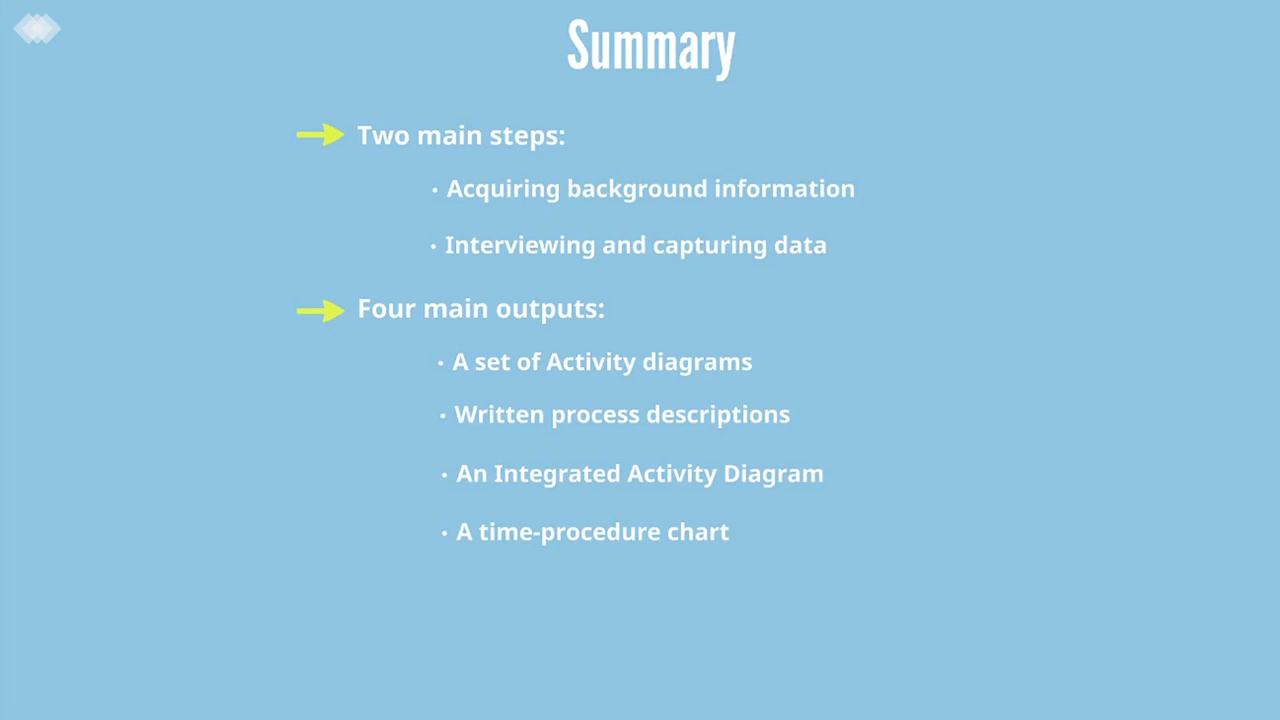 Summary
Two main steps:
• Acquiring background information
• Interviewing and capturing data
Four main outputs:
• A set of Activity diagrams
• Written process descriptions
• An Integrated Activity Diagram
• A time-procedure chart